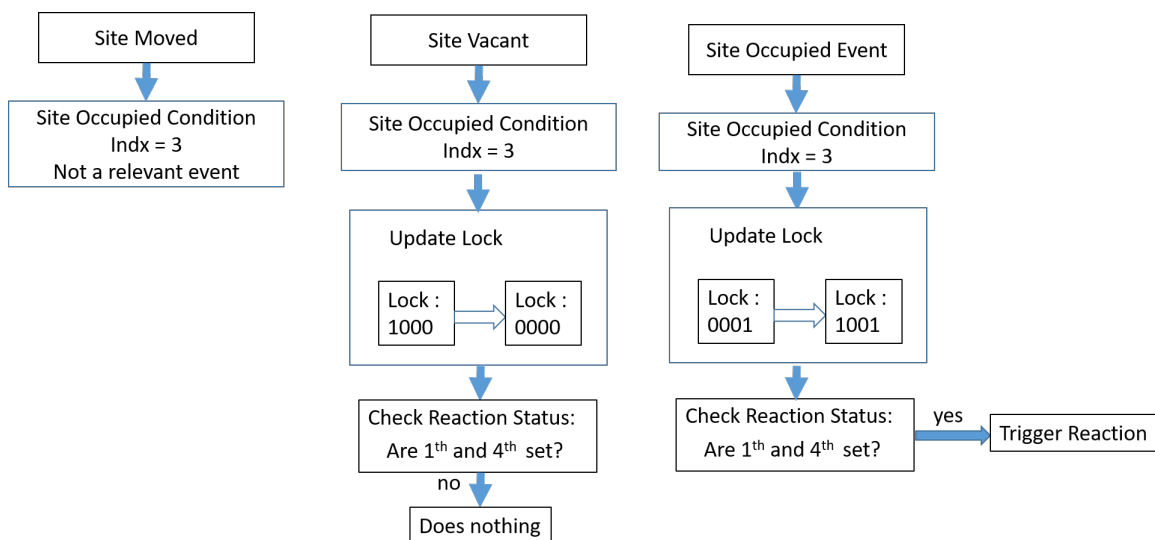 Site Moved
Site Occupied Condition
Indx = 3
Not a relevant event
Site Vacant
Site Occupied Condition
Indx = 3
Update Lock
Lock :
1000
Lock :
0000
Check Reaction Status:
Are 1th and 4th set?
no
Does nothing
Site Occupied Event
Site Occupied Condition
Indx = 3
Update Lock
Lock :
0001
Lock :
1001
Check Reaction Status:
Are 1th and 4th set?
yes
Trigger Reaction